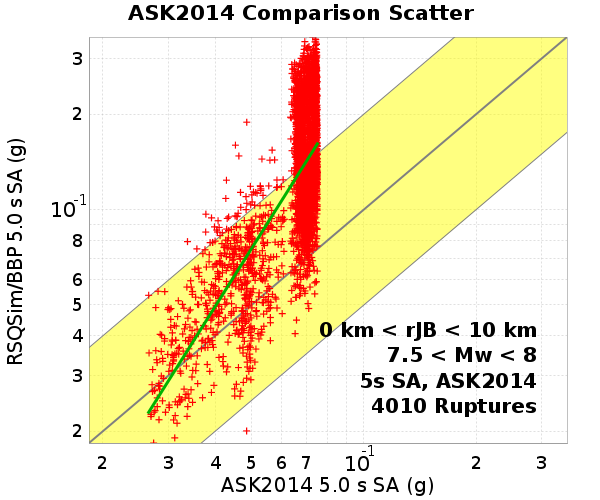 ASK2014 Comparison Scatter
RSQSim/BBP 5.0 s SA (g)
3
2
10-1
8
6
5
4
3
2
0 km < rJB < 10 km
7.5 < Mw < 8
5s SA, ASK2014
4010 Ruptures
2 3 4 5 6 7 10-1 2 3
ASK2014 5.0 s SA (g)